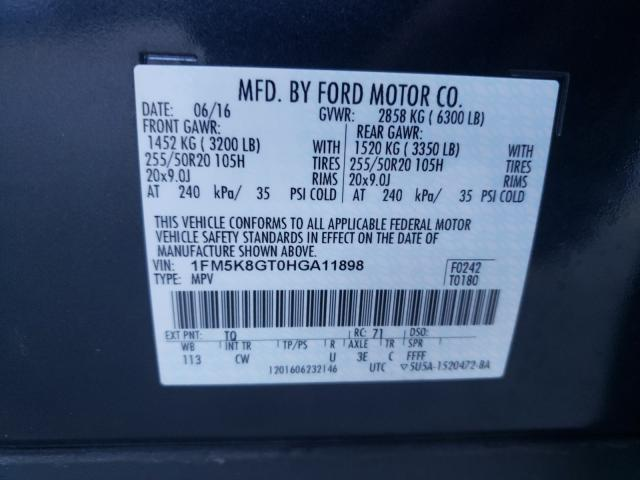 MFD. BY FORD MOTOR CO.
DATE: 06/16 GVWR: 2858 KG ( 6300 LB)
FRONT GAWR: REAR GAWR:
1452 KG ( 3200 LB) WITH 1520 KG ( 3350 LB) WITH
255/50R20 105H TIRES 255/50R20 105H TIRES
20x9.0J RIMS 20x9.0J RIMS
AT 240 kPa/ 35 PSI COLD AT 240 kPa/ 35 PSI COLD
THIS VEHICLE CONFORMS TO ALL APPLICABLE FEDERAL MOTOR
VEHICLE SAFETY STANDARDS IN EFFECT ON THE DATE OF
MANUFACTURE SHOWN ABOVE.
VIN: 1FM5K8GT0HGA11898 F0242
TYPE: MPV T0180
EXT PNT: TQ RC: 71 DSO:
WB INT TR TP/PS R AXLE TR SPR
113 CW U 3E C FFFF
1201606232146 UTC ▽5U5A-1520472-BA